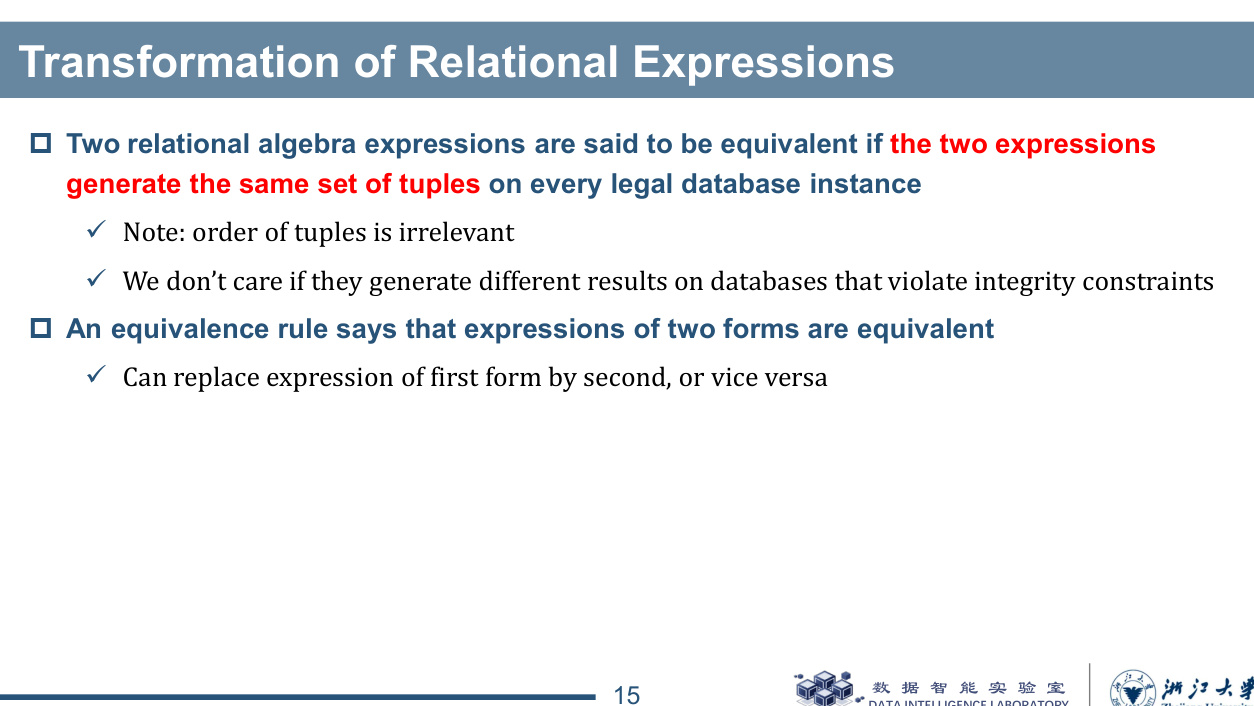 Transformation of Relational Expressions
Two relational algebra expressions are said to be equivalent if the two expressions
generate the same set of tuples on every legal database instance
Note: order of tuples is irrelevant
We don’t care if they generate different results on databases that violate integrity constraints
An equivalence rule says that expressions of two forms are equivalent
Can replace expression of first form by second, or vice versa
15
数据智能实验室
DATA INTELLIGENCE LABORATORY
浙江大学
Zhejiang University